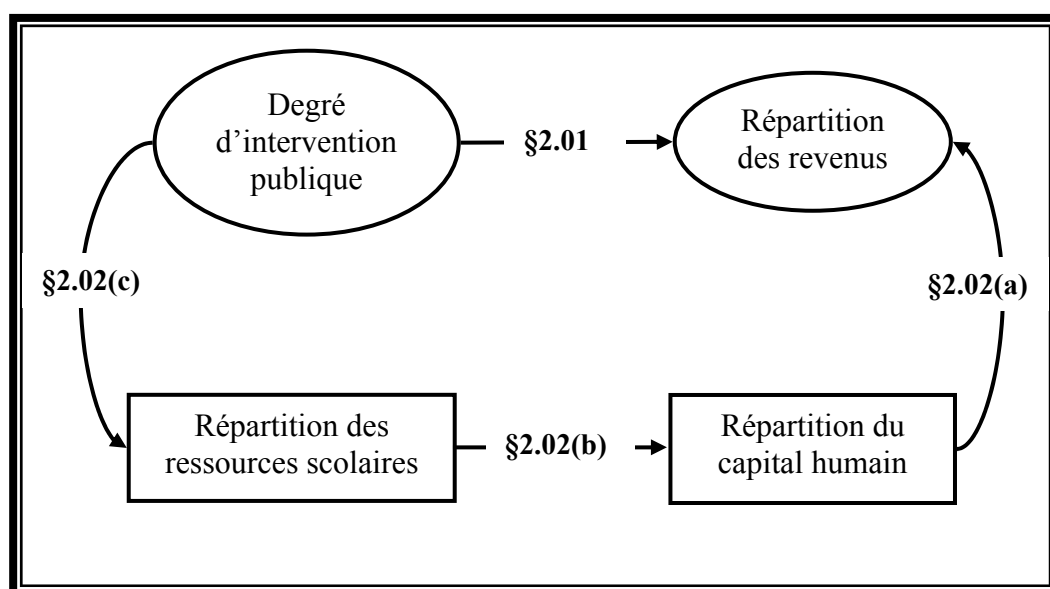 Degré
d’intervention
publique
§2.01
Répartition
des revenus
§2.02(c)
§2.02(a)
Répartition des
ressources scolaires
§2.02(b)
Répartition du
capital humain